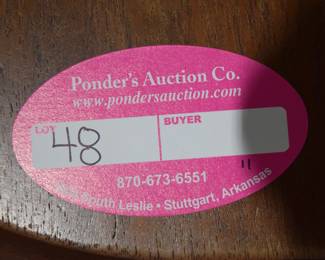 Ponder's Auction Co.
www.pondersauction.com
LOT 48 BUYER
"
870-673-6551
South Leslie • Stuttgart, Arkansas